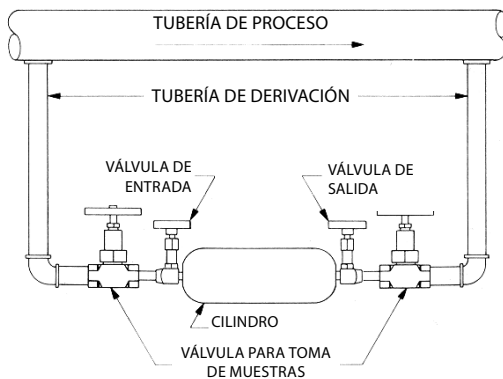 TUBERÍA DE PROCESO
TUBERÍA DE DERIVACIÓN
VÁLVULA DE
ENTRADA
VÁLVULA DE
SALIDA
CILINDRO
VÁLVULA PARA TOMA
DE MUESTRAS